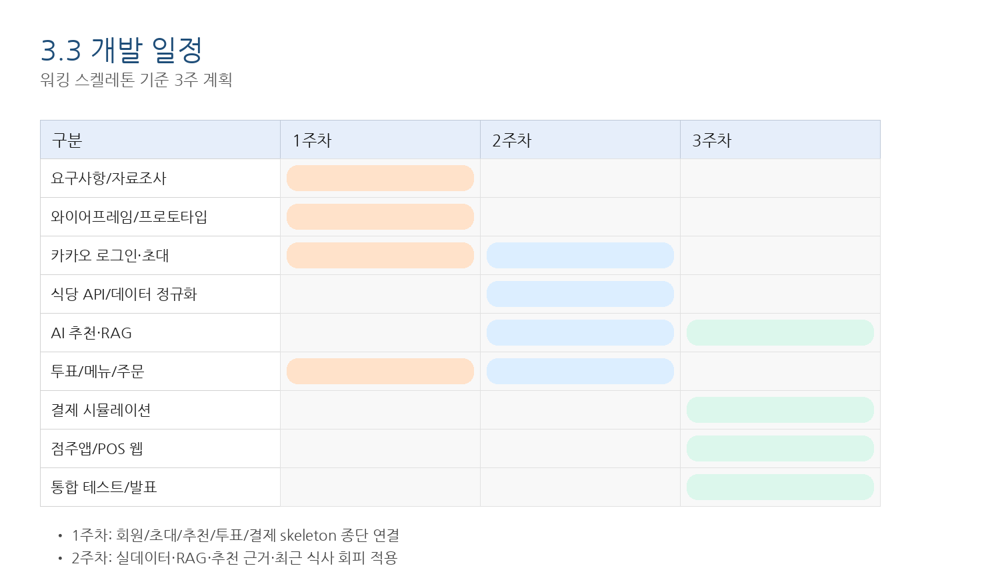 3.3 개발 일정
워킹 스켈레톤 기준 3주 계획
구분 1주차 2주차 3주차
요구사항/자료조사
와이어프레임/프로토타입
카카오 로그인·초대
식당 API/데이터 정규화
AI 추천·RAG
투표/메뉴/주문
결제 시뮬레이션
점주앱/POS 웹
통합 테스트/발표
• 1주차: 회원/초대/추천/투표/결제 skeleton 종단 연결
• 2주차: 실데이터·RAG·추천 근거·최근 식사 회피 적용